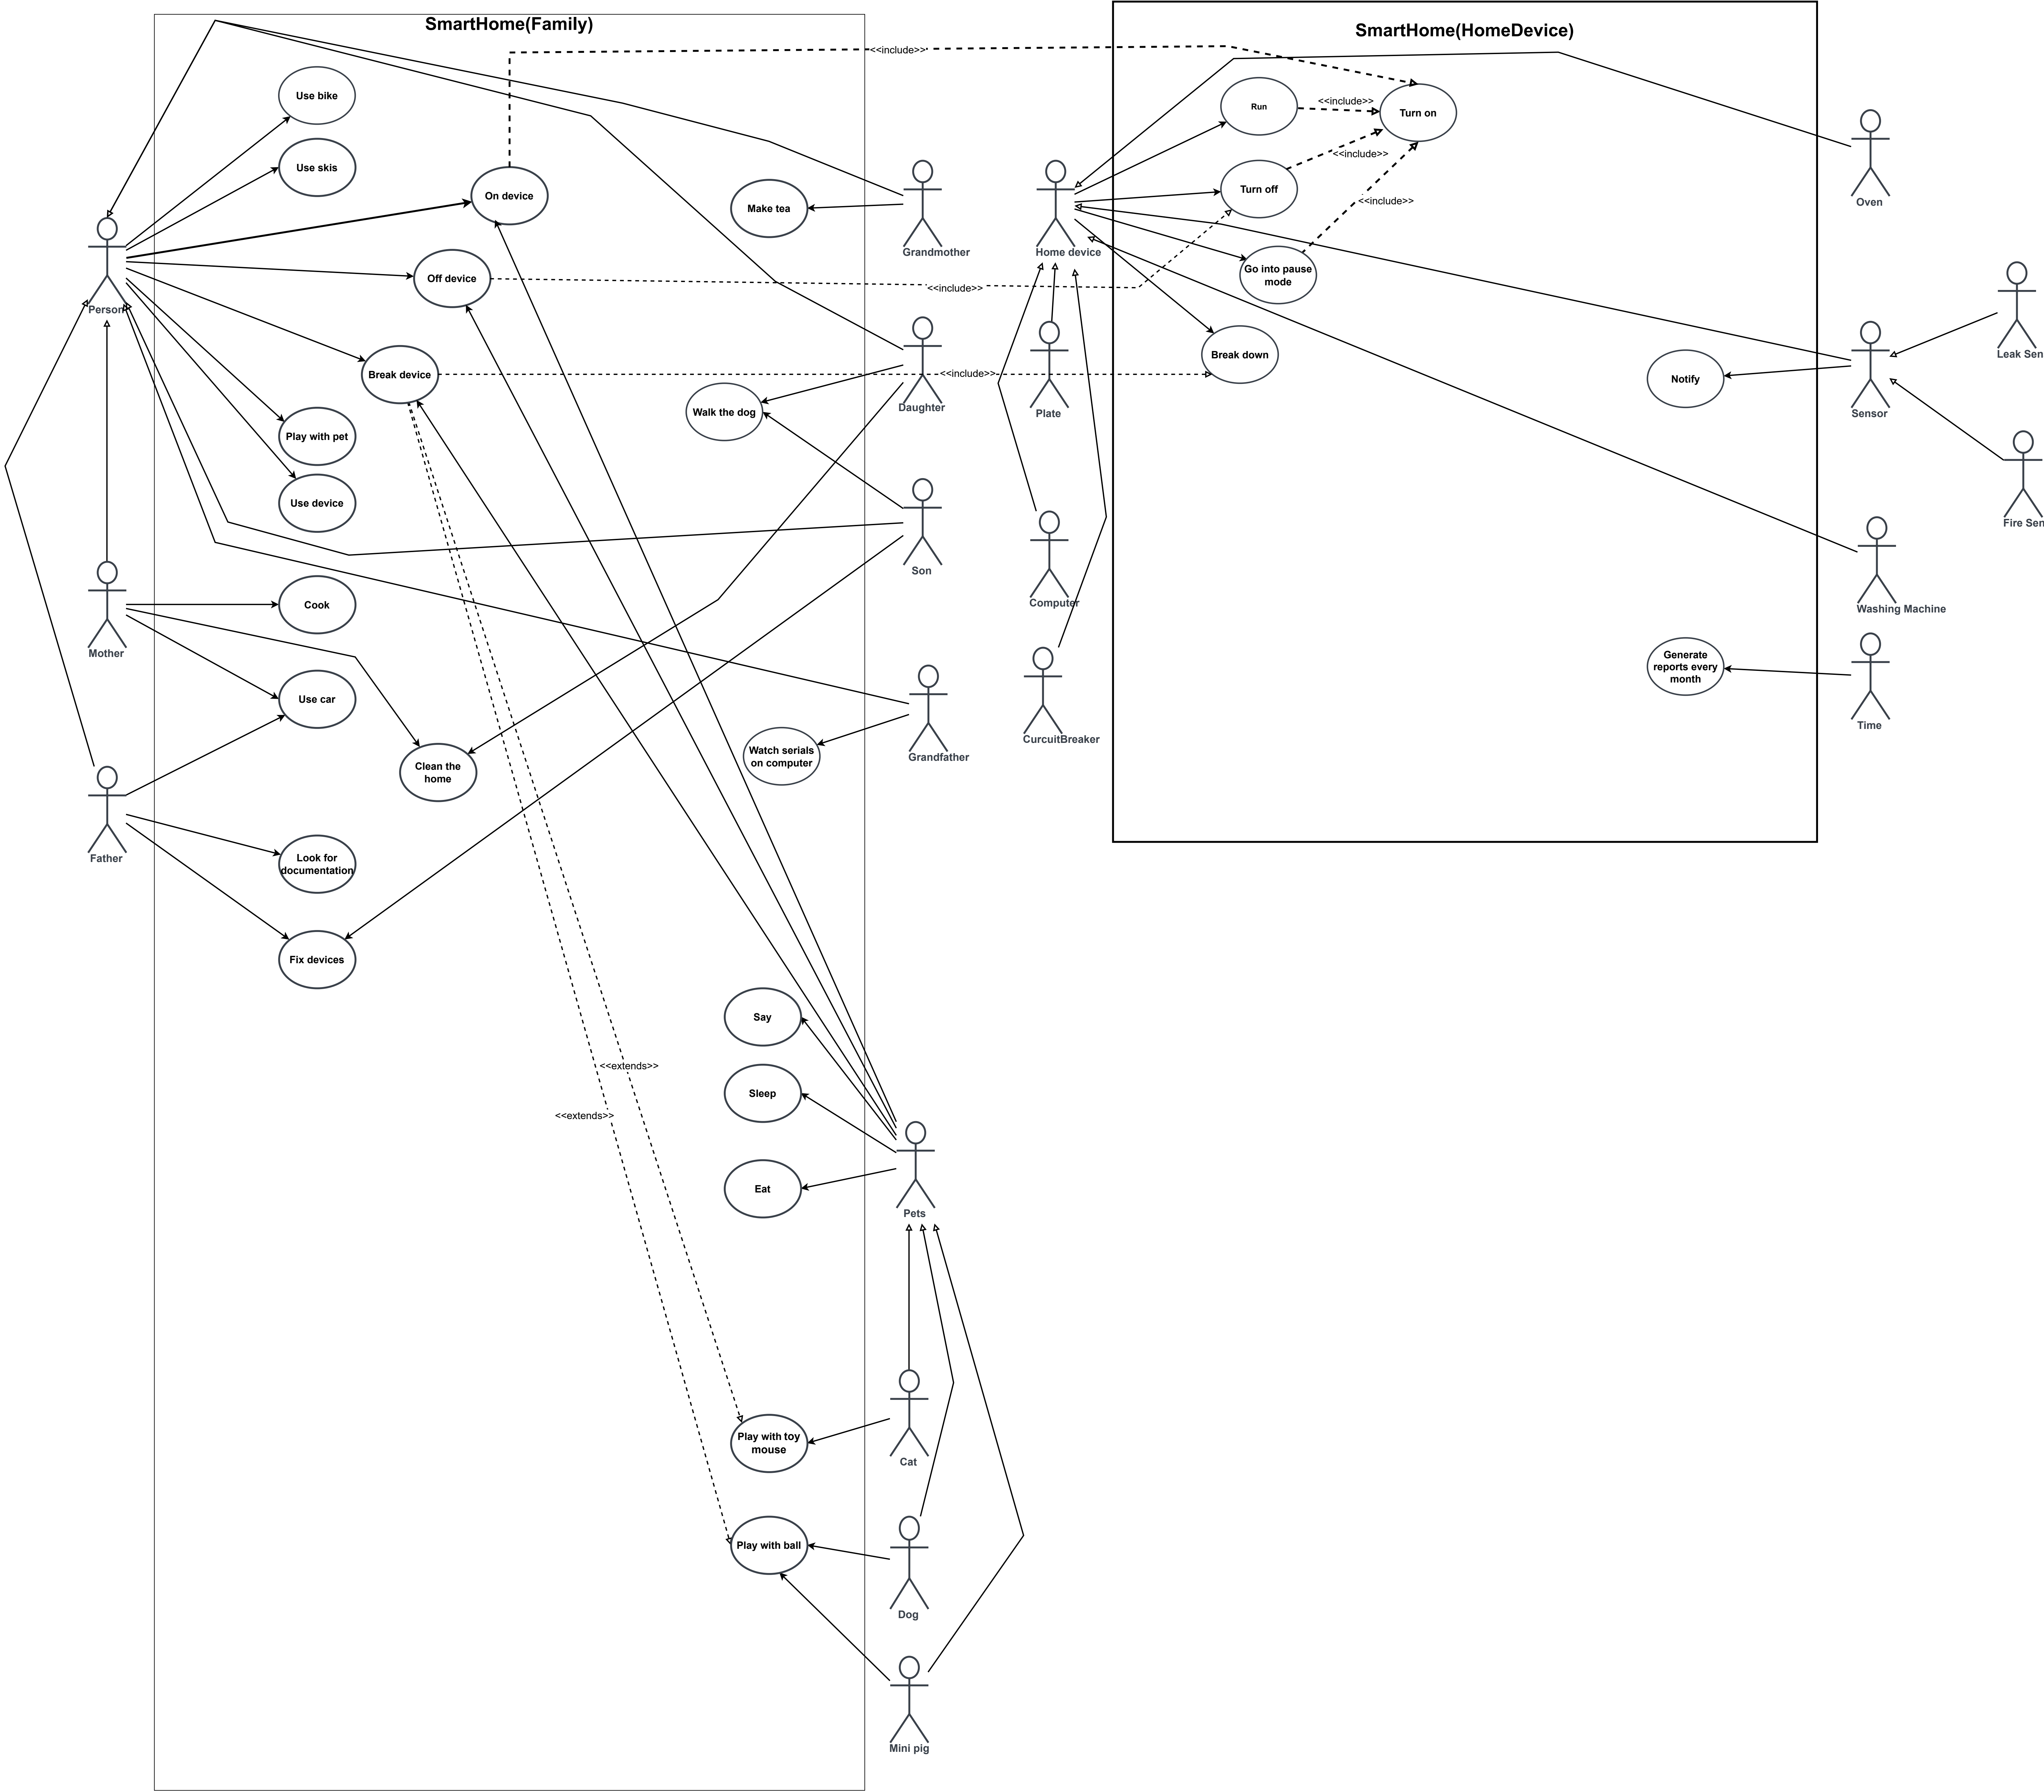 SmartHome(Family)
SmartHome(HomeDevice)
<<include>>
Use bike
Run
<<include>>
Turn on
Use skis
<<include>>
On device
Make tea
Turn off
<<include>>
Oven
Grandmother
Home device
Off device
<<include>>
Go into pause
mode
Person
Break device
<<include>>
Break down
Leak Sen
Notify
Daughter
Plate
Sensor
Walk the dog
Play with pet
Use device
Fire Sen
Son
Cook
Computer
Washing Machine
Mother
Generate
reports every
month
Use car
Time
CurcuitBreaker
Watch serials
on computer
Grandfather
Clean the
home
Father
Look for
documentation
Fix devices
Say
<<extends>>
Sleep
<<extends>>
Eat
Pets
Play with toy
mouse
Cat
Play with ball
Dog
Mini pig